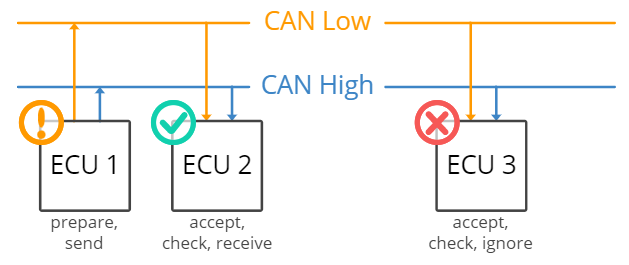 CAN Low
CAN High
ECU 1
prepare,
send
ECU 2
accept,
check, receive
ECU 3
accept,
check, ignore